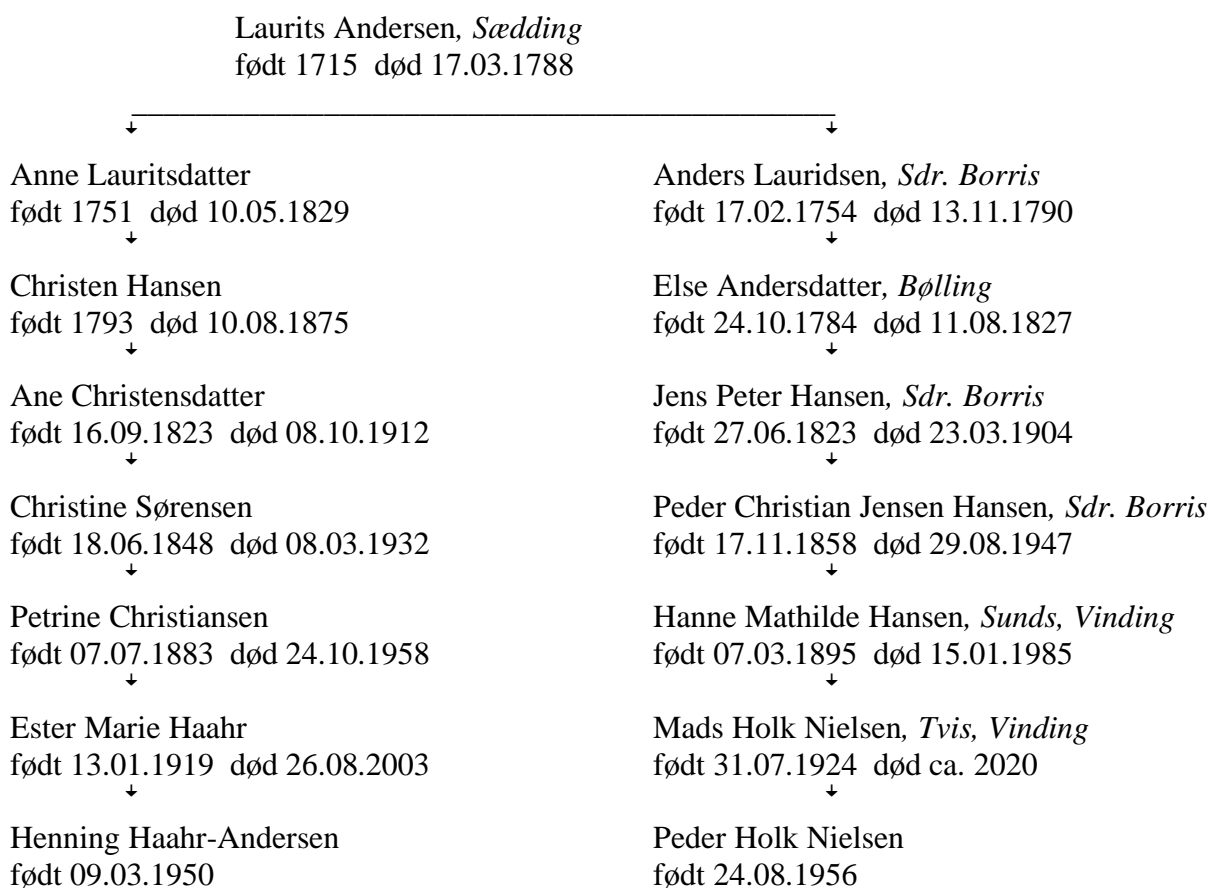 Laurits Andersen, Sædding
født 1715 død 17.03.1788
Anne Lauritsdatter
født 1751 død 10.05.1829
Anders Lauridsen, Sdr. Borris
født 17.02.1754 død 13.11.1790
Christen Hansen
født 1793 død 10.08.1875
Else Andersdatter, Bølling
født 24.10.1784 død 11.08.1827
Ane Christensdatter
født 16.09.1823 død 08.10.1912
Jens Peter Hansen, Sdr. Borris
født 27.06.1823 død 23.03.1904
Christine Sørensen
født 18.06.1848 død 08.03.1932
Peder Christian Jensen Hansen, Sdr. Borris
født 17.11.1858 død 29.08.1947
Petrine Christiansen
født 07.07.1883 død 24.10.1958
Hanne Mathilde Hansen, Sunds, Vinding
født 07.03.1895 død 15.01.1985
Ester Marie Haahr
født 13.01.1919 død 26.08.2003
Mads Holk Nielsen, Tvis, Vinding
født 31.07.1924 død ca. 2020
Henning Haahr-Andersen
født 09.03.1950
Peder Holk Nielsen
født 24.08.1956